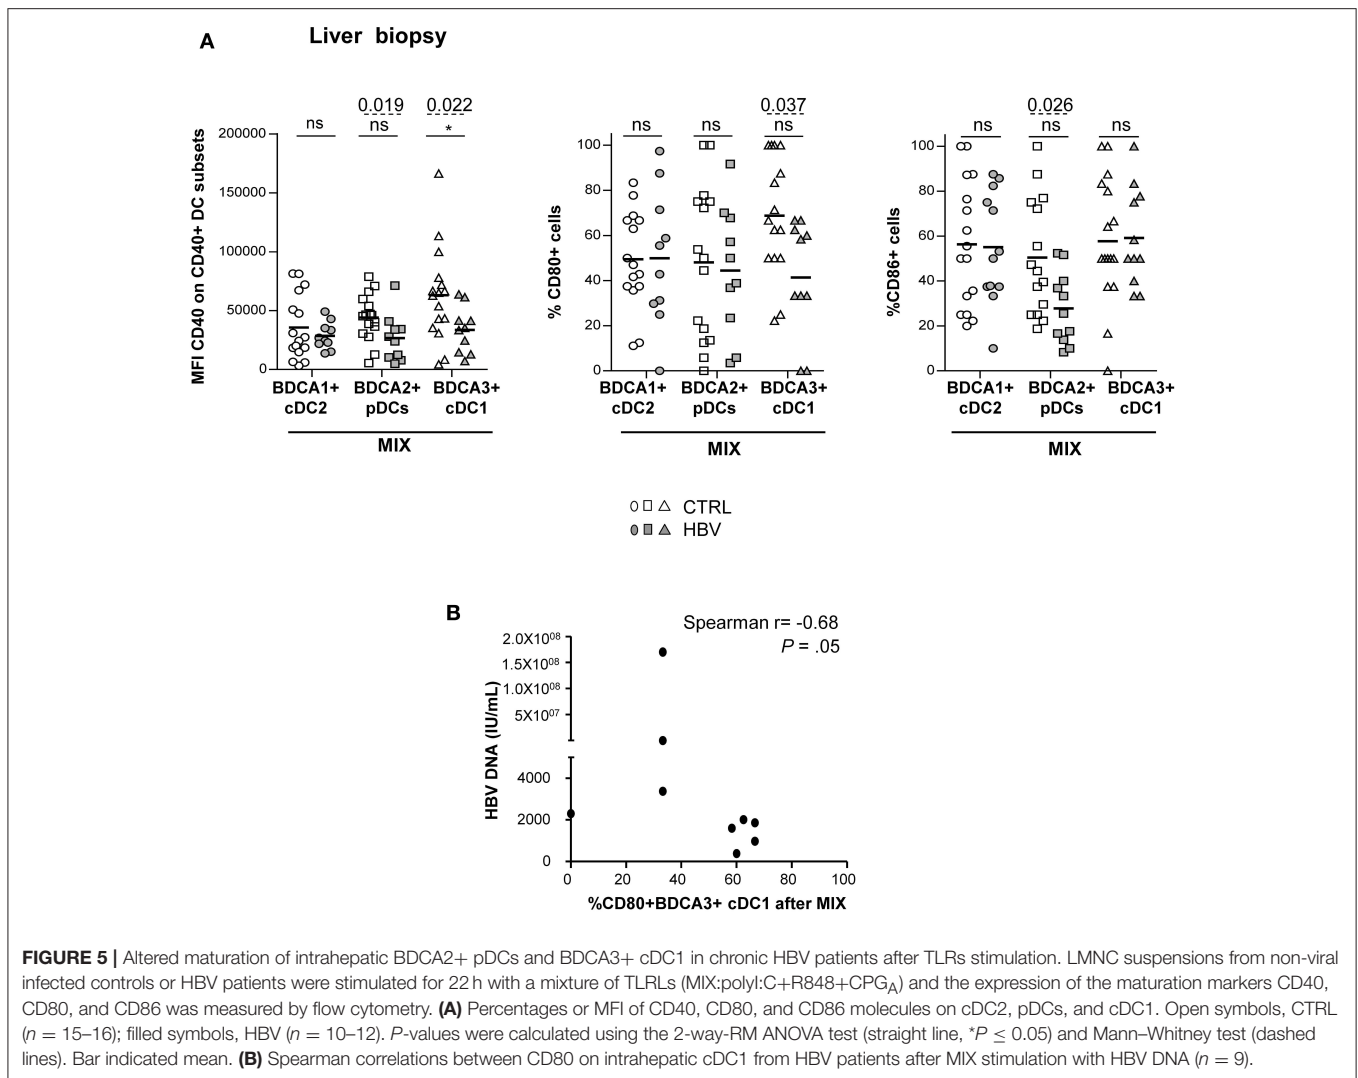 A
Liver biopsy
MFI CD40 on CD40+ DC subsets
200000
150000
100000
50000
0
ns
0.019
ns
0.022
*
BDCA1+ cDC2
BDCA2+ pDCs
BDCA3+ cDC1
MIX
% CD80+ cells
100
80
60
40
20
0
ns
ns
0.037
ns
BDCA1+ cDC2
BDCA2+ pDCs
BDCA3+ cDC1
MIX
%CD86+ cells
100
80
60
40
20
0
ns
0.026
ns
ns
BDCA1+ cDC2
BDCA2+ pDCs
BDCA3+ cDC1
MIX
CTRL
HBV
B
Spearman r= -0.68
P = .05
HBV DNA (IU/mL)
2.0X10⁰⁸
1.5X10⁰⁸
1.0X10⁰⁸
5X10⁰⁷
4000
2000
0
0 20 40 60 80 100
%CD80+BDCA3+ cDC1 after MIX
FIGURE 5 | Altered maturation of intrahepatic BDCA2+ pDCs and BDCA3+ cDC1 in chronic HBV patients after TLRs stimulation. LMNC suspensions from non-viral
infected controls or HBV patients were stimulated for 22 h with a mixture of TLRLs (MIX:polyI:C+R848+CPG_A) and the expression of the maturation markers CD40,
CD80, and CD86 was measured by flow cytometry. (A) Percentages or MFI of CD40, CD80, and CD86 molecules on cDC2, pDCs, and cDC1. Open symbols, CTRL
(n = 15–16); filled symbols, HBV (n = 10–12). P-values were calculated using the 2-way-RM ANOVA test (straight line, *P ≤ 0.05) and Mann–Whitney test (dashed
lines). Bar indicated mean. (B) Spearman correlations between CD80 on intrahepatic cDC1 from HBV patients after MIX stimulation with HBV DNA (n = 9).